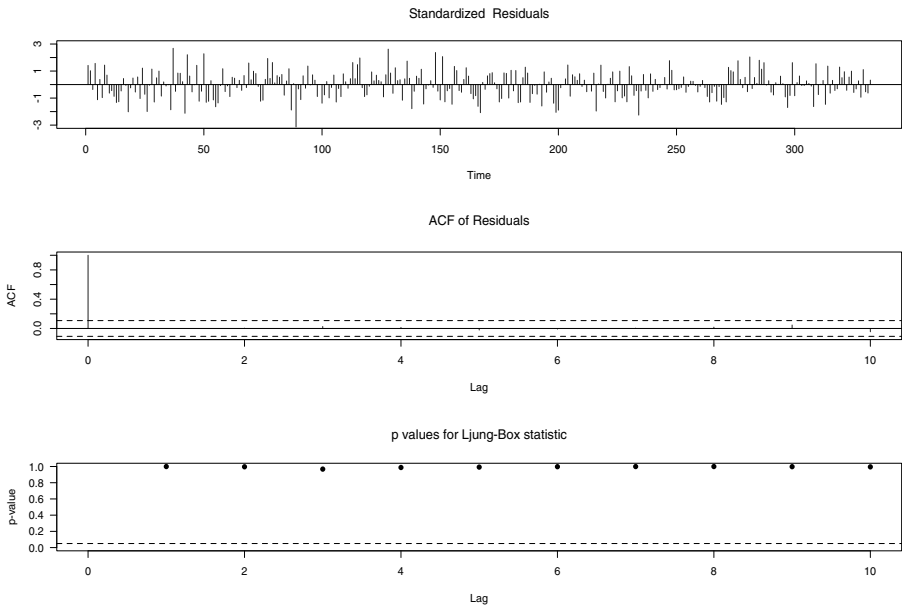 Standardized Residuals
3
1
-1
-3
0 50 100 150 200 250 300
Time
ACF of Residuals
ACF
0.8
0.4
0.0
0 2 4 6 8 10
Lag
p values for Ljung-Box statistic
p-value
1.0
0.8
0.6
0.4
0.2
0.0
0 2 4 6 8 10
Lag